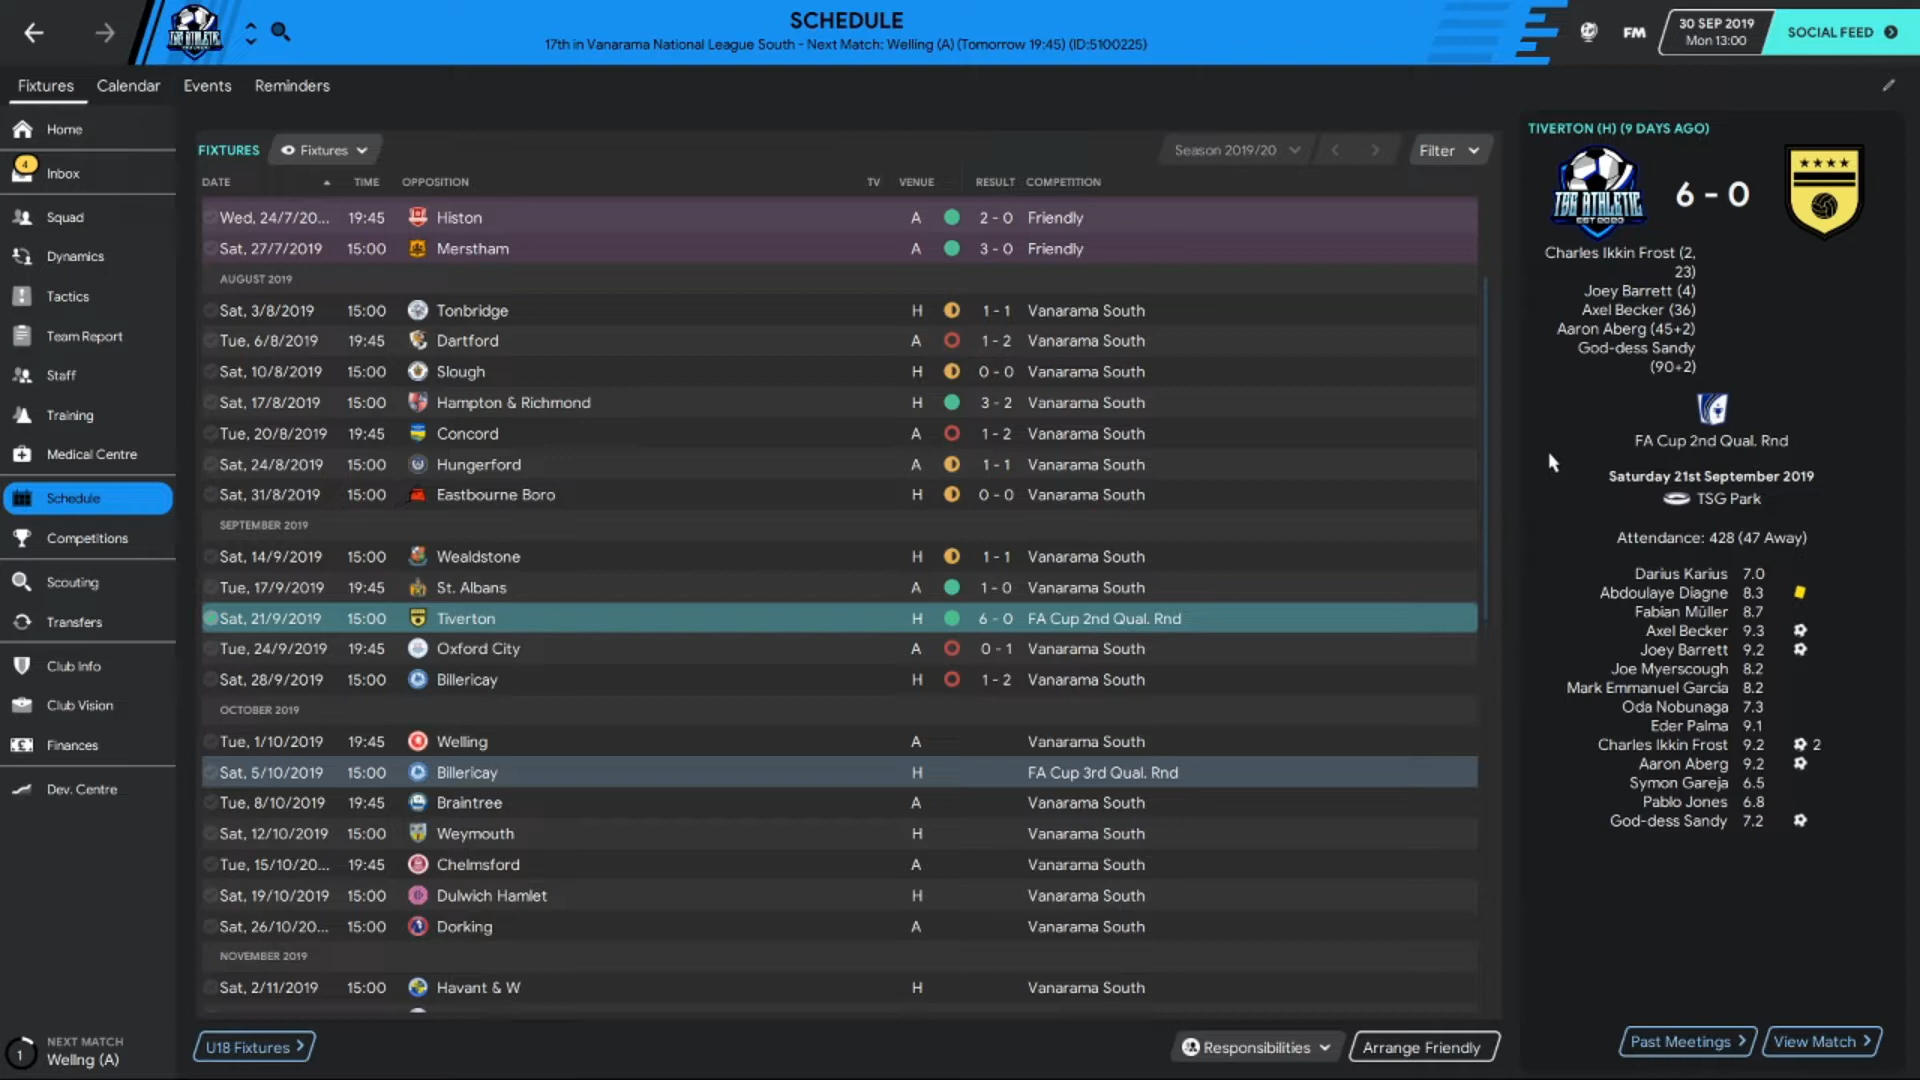 SCHEDULE
17th in Vanarama National League South - Next Match: Welling (A) (Tomorrow 19:45) (ID:5100225)
FM
30 SEP 2019
Mon 13:00
SOCIAL FEED
Fixtures Calendar Events Reminders
Home
4
Inbox
Squad
Dynamics
Tactics
Team Report
Staff
Training
Medical Centre
Schedule
Competitions
Scouting
Transfers
Club Info
Club Vision
Finances
Dev. Centre
1
NEXT MATCH
Wellng (A)
FIXTURES Fixtures Season 2019/20 Filter
DATE TIME OPPOSITION TV VENUE RESULT COMPETITION
Wed, 24/7/20... 19:45 Histon A 2 - 0 Friendly
Sat, 27/7/2019 15:00 Merstham A 3 - 0 Friendly
AUGUST 2019
Sat, 3/8/2019 15:00 Tonbridge H 1 - 1 Vanarama South
Tue, 6/8/2019 19:45 Dartford A 1 - 2 Vanarama South
Sat, 10/8/2019 15:00 Slough H 0 - 0 Vanarama South
Sat, 17/8/2019 15:00 Hampton & Richmond H 3 - 2 Vanarama South
Tue, 20/8/2019 19:45 Concord A 1 - 2 Vanarama South
Sat, 24/8/2019 15:00 Hungerford A 1 - 1 Vanarama South
Sat, 31/8/2019 15:00 Eastbourne Boro H 0 - 0 Vanarama South
SEPTEMBER 2019
Sat, 14/9/2019 15:00 Wealdstone H 1 - 1 Vanarama South
Tue, 17/9/2019 19:45 St. Albans A 1 - 0 Vanarama South
Sat, 21/9/2019 15:00 Tiverton H 6 - 0 FA Cup 2nd Qual. Rnd
Tue, 24/9/2019 19:45 Oxford City A 0 - 1 Vanarama South
Sat, 28/9/2019 15:00 Billericay H 1 - 2 Vanarama South
OCTOBER 2019
Tue, 1/10/2019 19:45 Welling A Vanarama South
Sat, 5/10/2019 15:00 Billericay H FA Cup 3rd Qual. Rnd
Tue, 8/10/2019 19:45 Braintree A Vanarama South
Sat, 12/10/2019 15:00 Weymouth H Vanarama South
Tue, 15/10/20... 19:45 Chelmsford A Vanarama South
Sat, 19/10/2019 15:00 Dulwich Hamlet H Vanarama South
Sat, 26/10/20... 15:00 Dorking A Vanarama South
NOVEMBER 2019
Sat, 2/11/2019 15:00 Havant & W H Vanarama South
U18 Fixtures
Responsibilities
Arrange Friendly
TIVERTON (H) (9 DAYS AGO)
ATHLETIC
EST 2020
6 - 0
Charles Ikkin Frost (2,
23)
Joey Barrett (4)
Axel Becker (36)
Aaron Aberg (45+2)
God-dess Sandy
(90+2)
FA Cup 2nd Qual. Rnd
Saturday 21st September 2019
TSG Park
Attendance: 428 (47 Away)
Darius Karius 7.0
Abdoulaye Diagne 8.3
Fabian Müller 8.7
Axel Becker 9.3
Joey Barrett 9.2
Joe Myerscough 8.2
Mark Emmanuel Garcia 8.2
Oda Nobunaga 7.3
Eder Palma 9.1
Charles Ikkin Frost 9.2 2
Aaron Aberg 9.2
Symon Gareja 6.5
Pablo Jones 6.8
God-dess Sandy 7.2
Past Meetings
View Match